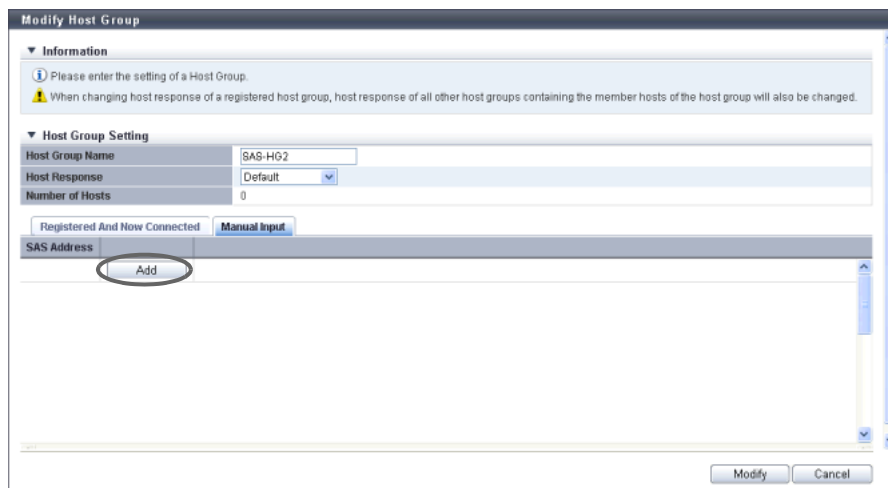 Modify Host Group
Information
Please enter the setting of a Host Group.
When changing host response of a registered host group, host response of all other host groups containing the member hosts of the host group will also be changed.
Host Group Setting
Host Group Name SAS-HG2
Host Response Default
Number of Hosts 0
Registered And Now Connected Manual Input
SAS Address
Add
Modify Cancel